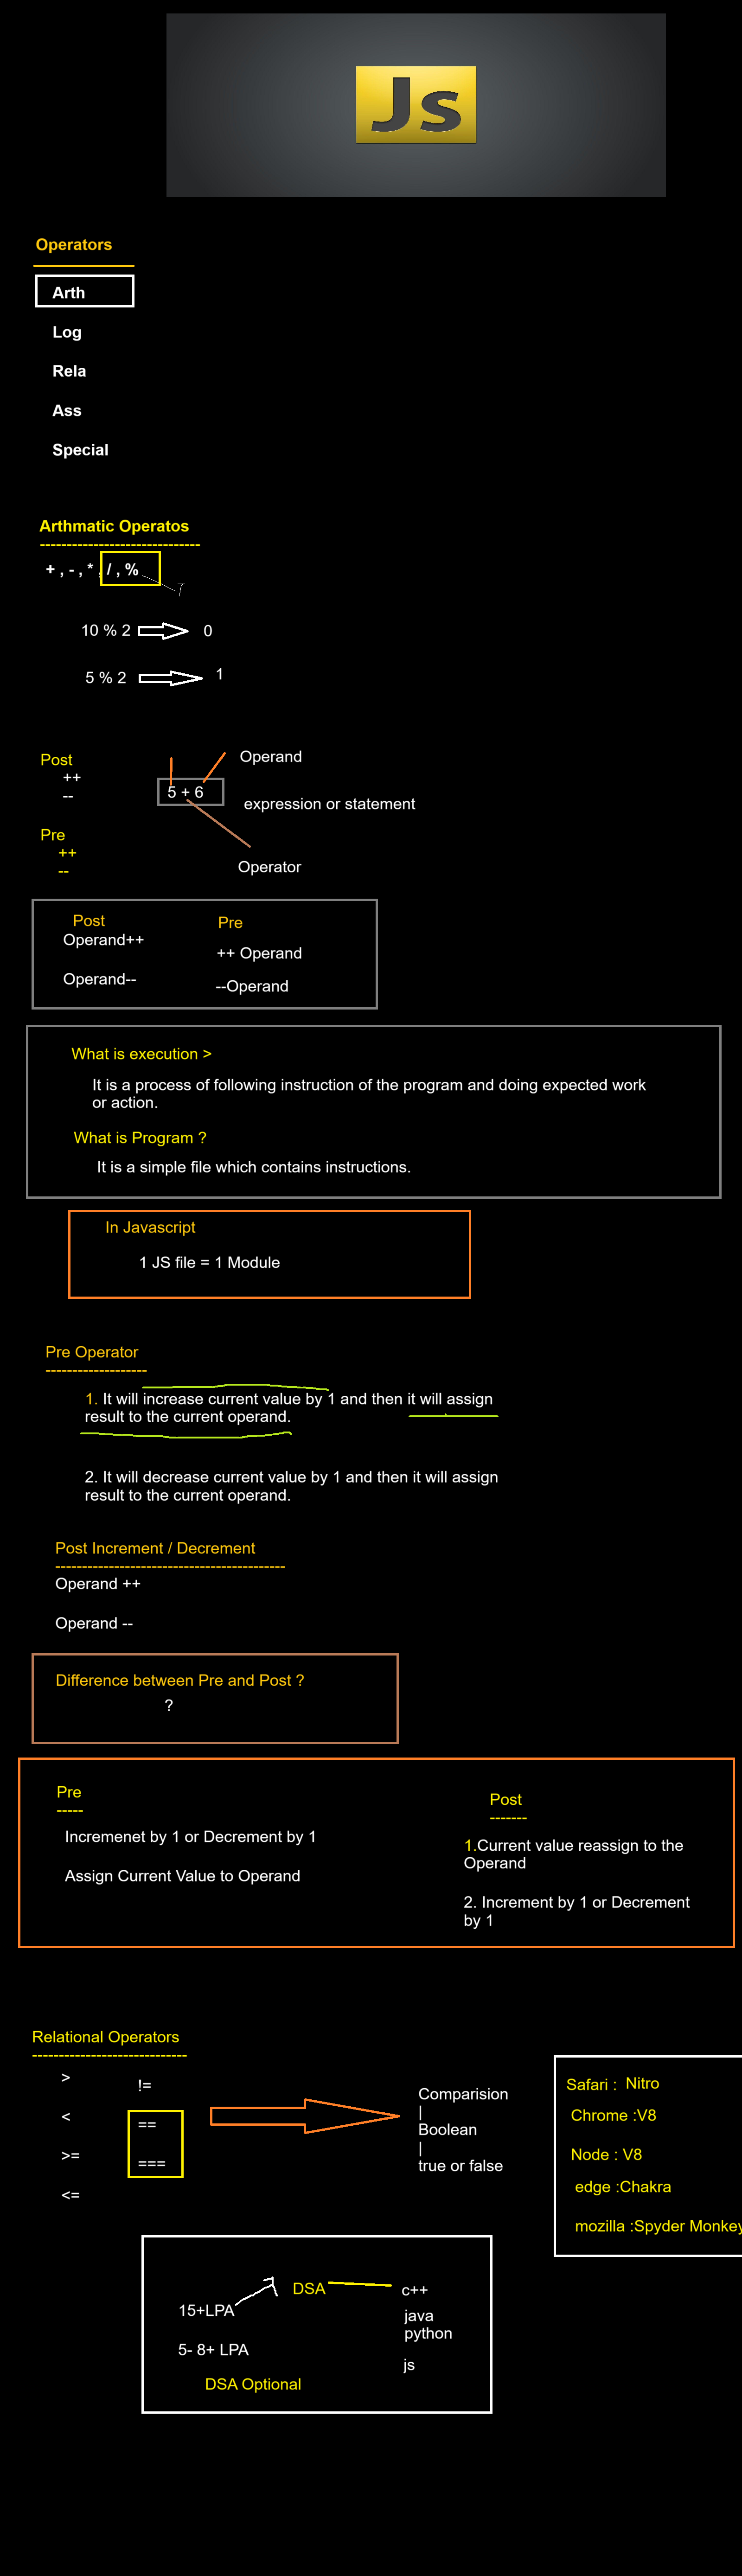 Js
Operators
Arth
Log
Rela
Ass
Special
Arthmatic Operatos
-----------------------------
+ , - , * , / , %
10 % 2
0
5 % 2
1
Post
++
--
Pre
++
--
Operand
5 + 6
expression or statement
Operator
Post
Pre
Operand++
++ Operand
Operand--
--Operand
What is execution >
It is a process of following instruction of the program and doing expected work
or action.
What is Program ?
It is a simple file which contains instructions.
In Javascript
1 JS file = 1 Module
Pre Operator
-------------------
1. It will increase current value by 1 and then it will assign
result to the current operand.
2. It will decrease current value by 1 and then it will assign
result to the current operand.
Post Increment / Decrement
-------------------------------------------
Operand ++
Operand --
Difference between Pre and Post ?
?
Pre
-----
Incremenet by 1 or Decrement by 1
Assign Current Value to Operand
Post
-------
1.Current value reassign to the
Operand
2. Increment by 1 or Decrement
by 1
Relational Operators
-----------------------------
>
<
>=
<=
!=
==
===
Comparision
|
Boolean
|
true or false
Safari : Nitro
Chrome :V8
Node : V8
edge :Chakra
mozilla :Spyder Monkey
15+LPA
DSA
c++
java
python
js
5- 8+ LPA
DSA Optional